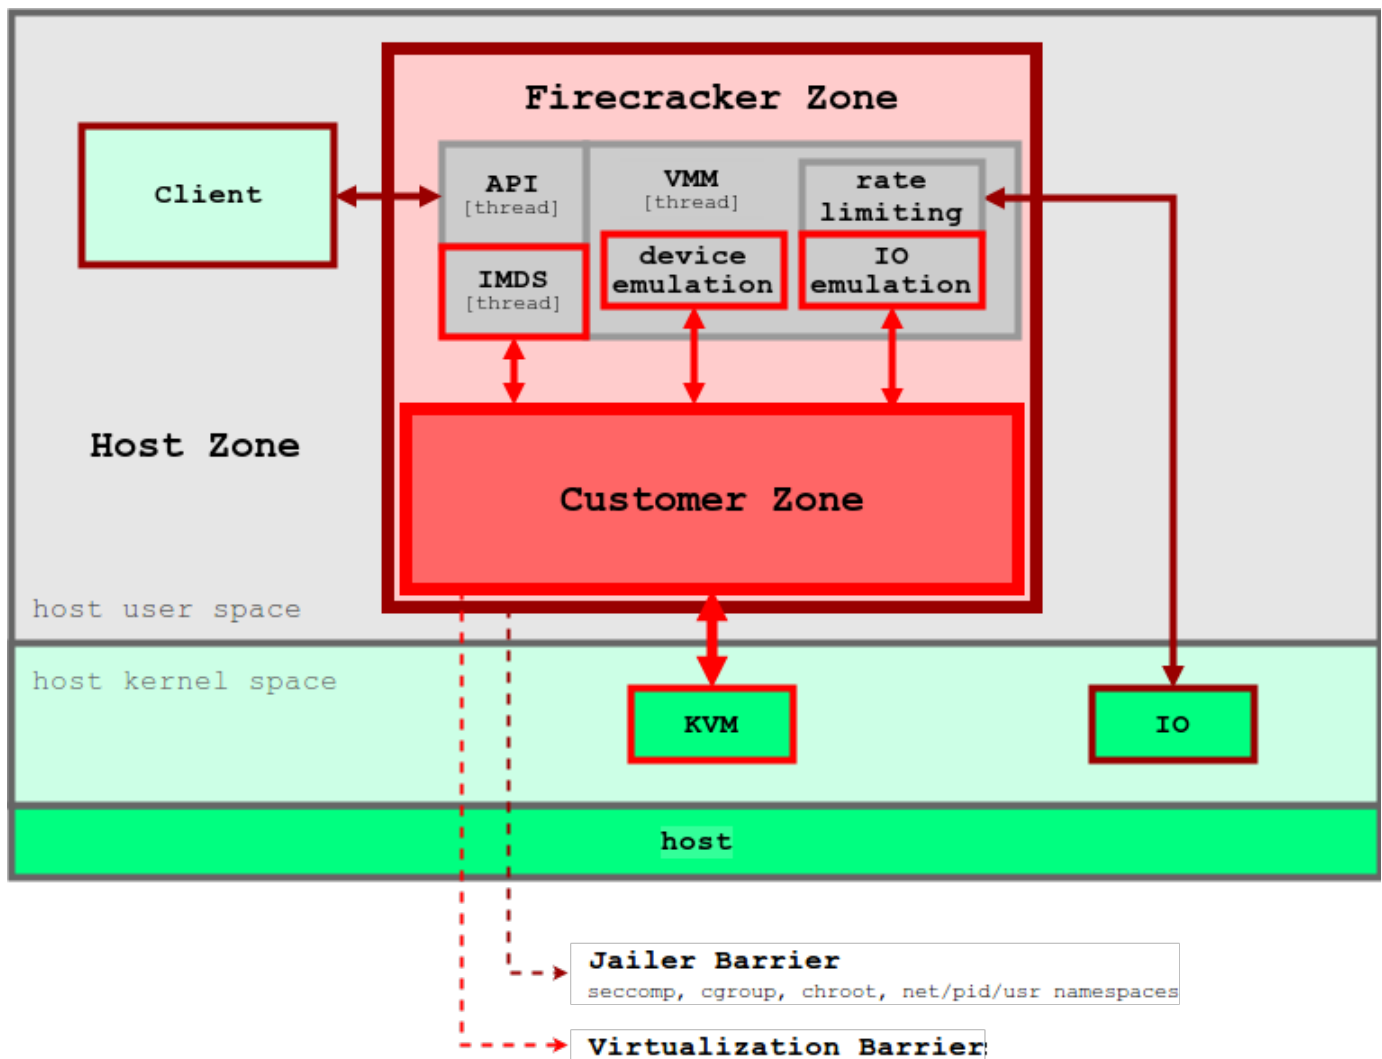 Firecracker Zone
Client
API
[thread]
VMM
[thread]
rate
limiting
IMDS
[thread]
device
emulation
IO
emulation
Host Zone
Customer Zone
host user space
host kernel space
KVM
IO
host
Jailer Barrier
seccomp, cgroup, chroot, net/pid/usr namespaces
Virtualization Barrier